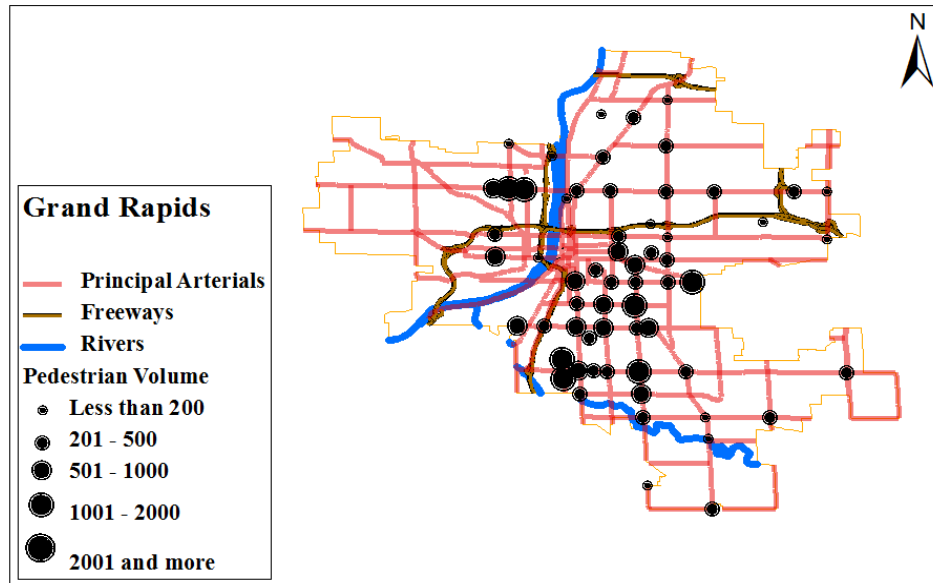 N
Grand Rapids
Principal Arterials
Freeways
Rivers
Pedestrian Volume
Less than 200
201 - 500
501 - 1000
1001 - 2000
2001 and more